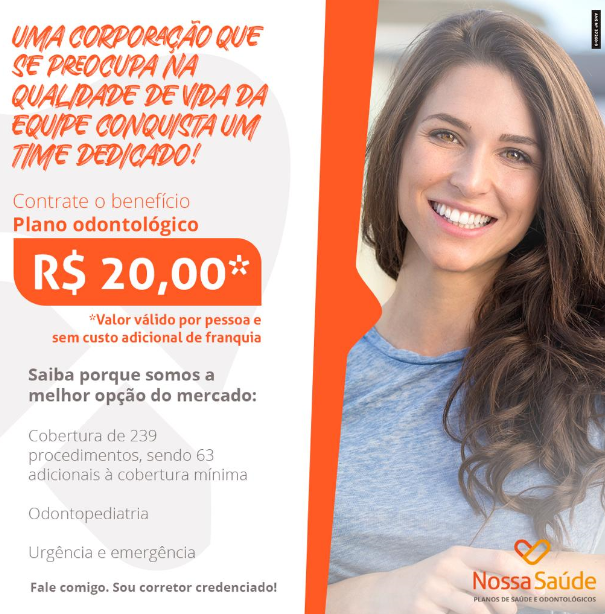 UMA CORPORAÇÃO QUE
SE PREOCUPA NA
QUALIDADE DE VIDA DA
EQUIPE CONQUISTA UM
TIME DEDICADO!
Contrate o benefício
Plano odontológico
R$ 20,00*
*Valor válido por pessoa e
sem custo adicional de franquia
Saiba porque somos a
melhor opção do mercado:
Cobertura de 239
procedimentos, sendo 63
adicionais à cobertura mínima
Odontopediatria
Urgência e emergência
Fale comigo. Sou corretor credenciado!
Nossa Saúde
PLANOS DE SAÚDE E ODONTOLÓGICOS